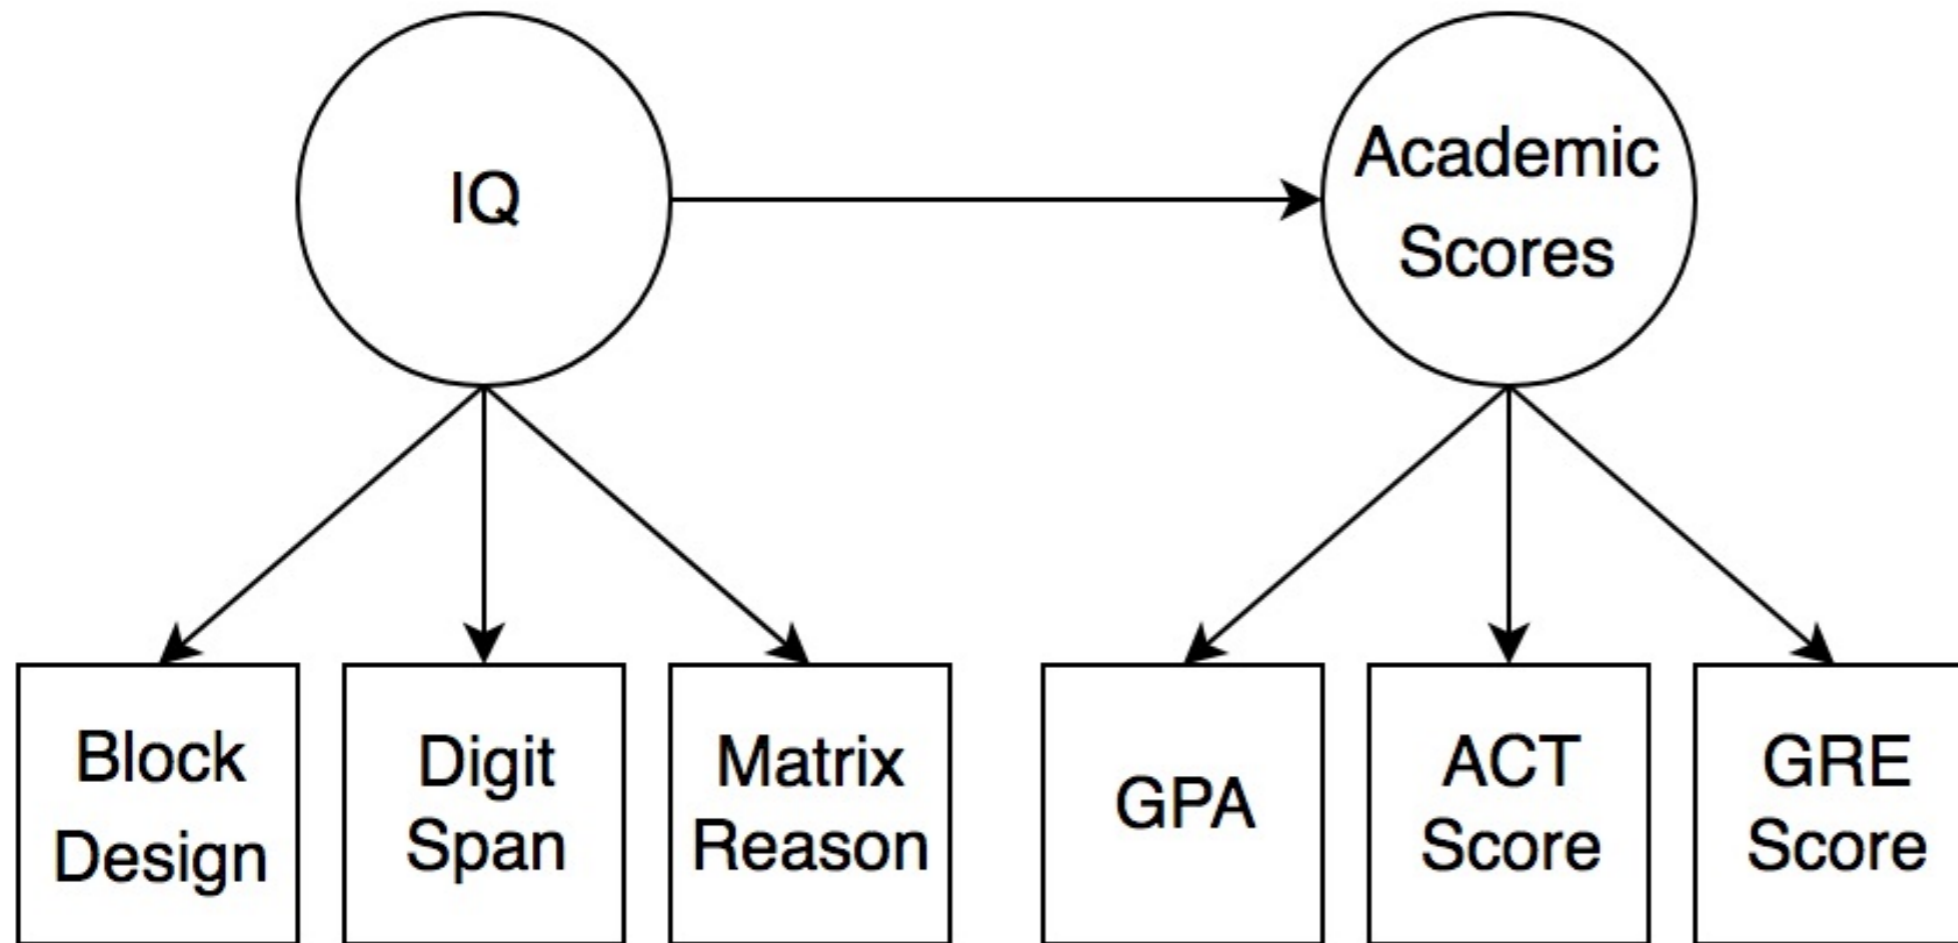 IQ
Academic
Scores
Block
Design
Digit
Span
Matrix
Reason
GPA
ACT
Score
GRE
Score